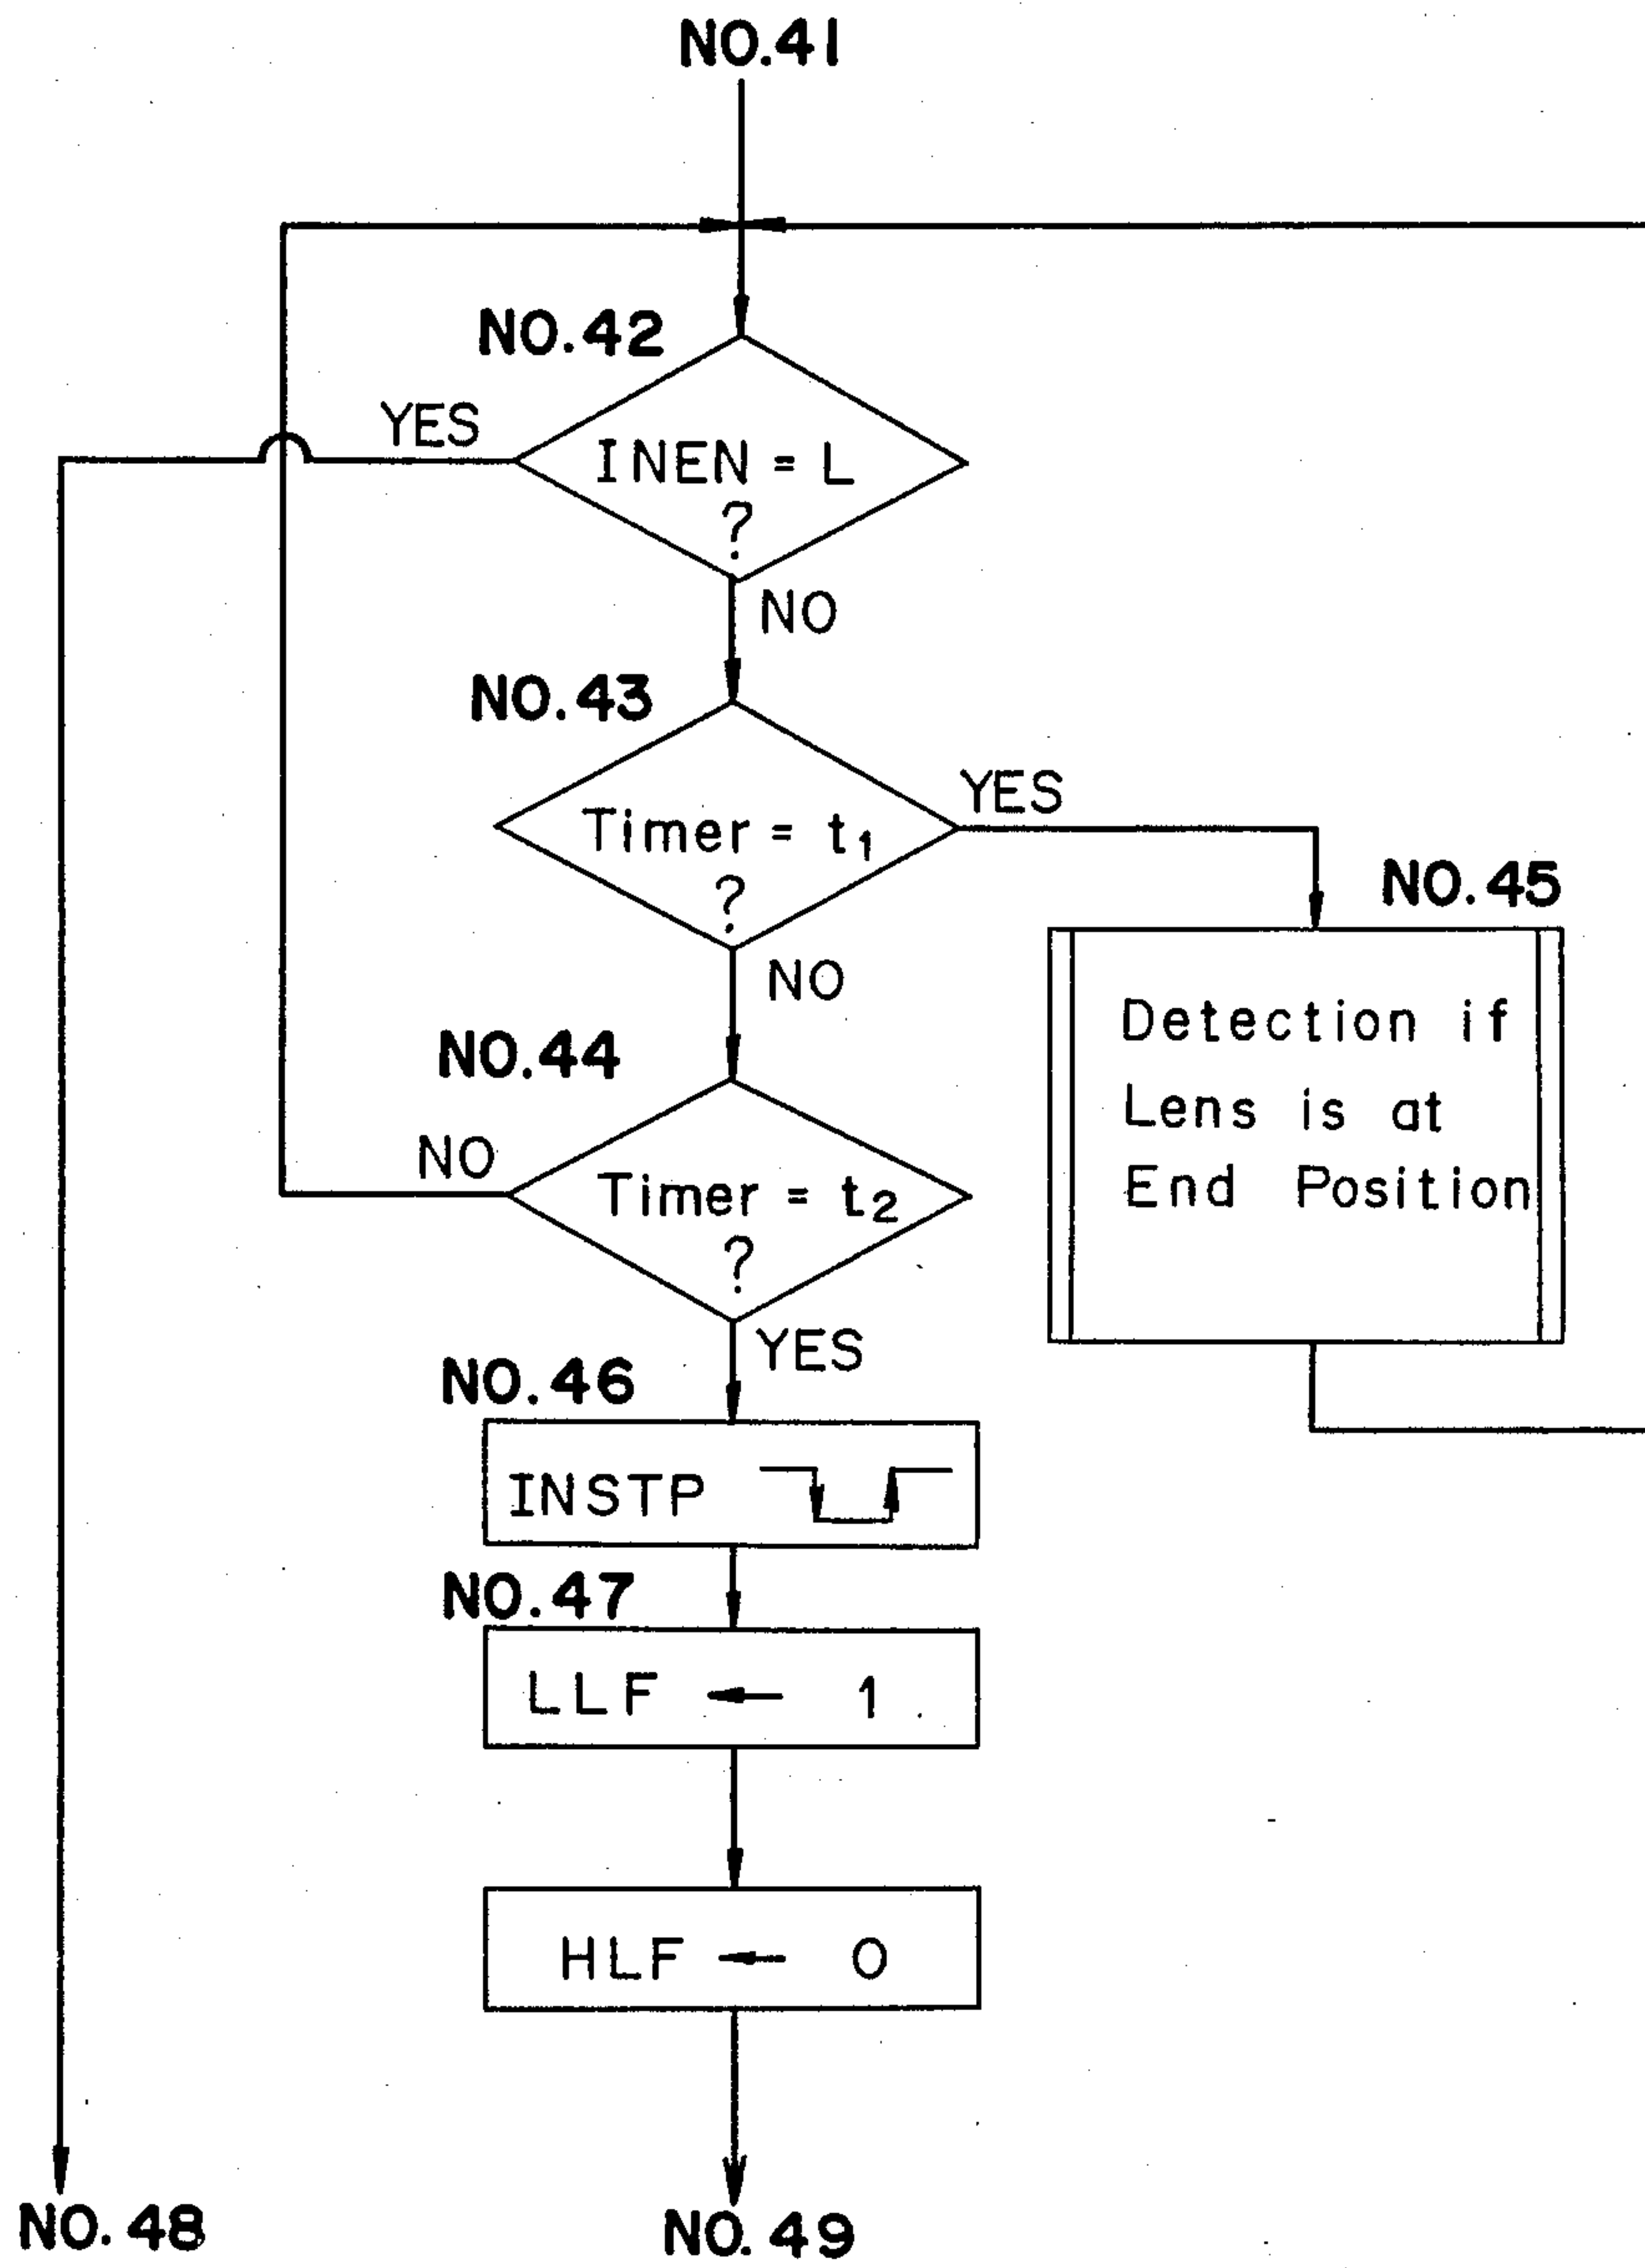 NO.41
NO.42
YES
INEN = L
?
NO
NO.43
Timer = t₁
?
YES
NO
NO.45
Detection if
Lens is at
End Position
NO.44
NO
Timer = t₂
?
YES
NO.46
INSTP
NO.47
LLF ← 1
HLF ← 0
NO.48
NO.49